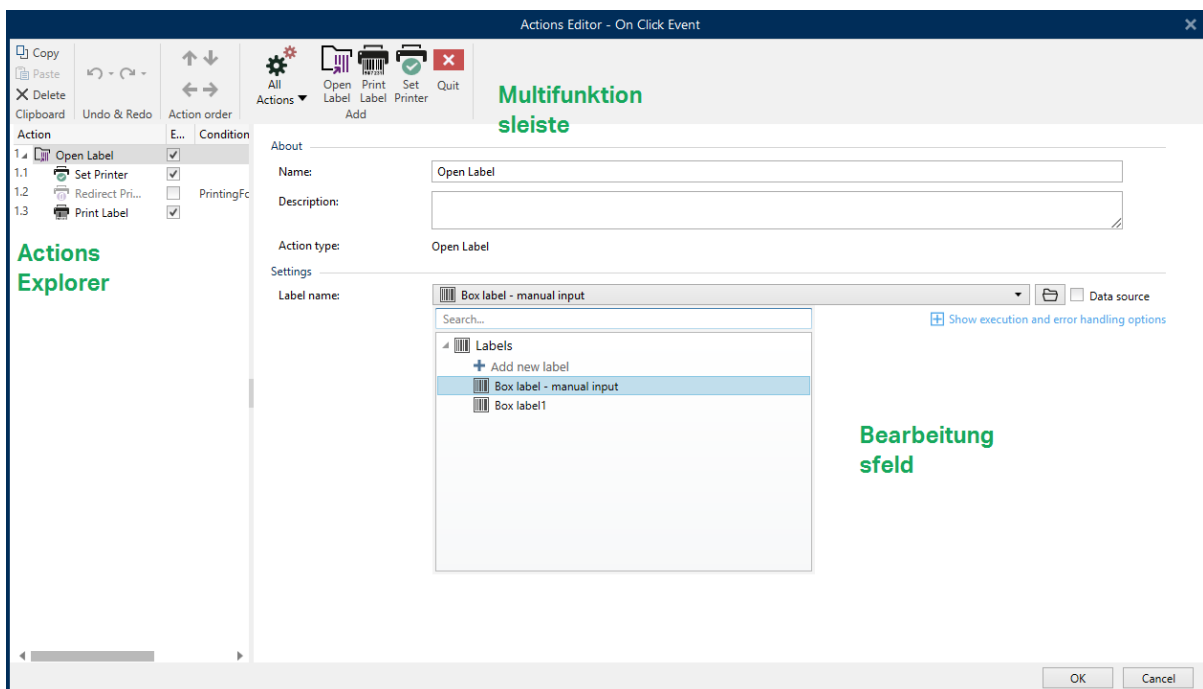 Actions Editor - On Click Event
Copy
Paste
Delete
Clipboard
Undo & Redo
Action order
All
Actions
Open
Label
Print
Label
Set
Printer
Quit
Add
Multifunktion
sleiste
Action E... Condition
1 Open Label
1.1 Set Printer
1.2 Redirect Pri... PrintingFo
1.3 Print Label
Actions
Explorer
About
Name: Open Label
Description:
Action type: Open Label
Settings
Label name: Box label - manual input Data source
Search...
Show execution and error handling options
Labels
Add new label
Box label - manual input
Box label1
Bearbeitung
sfeld
OK Cancel